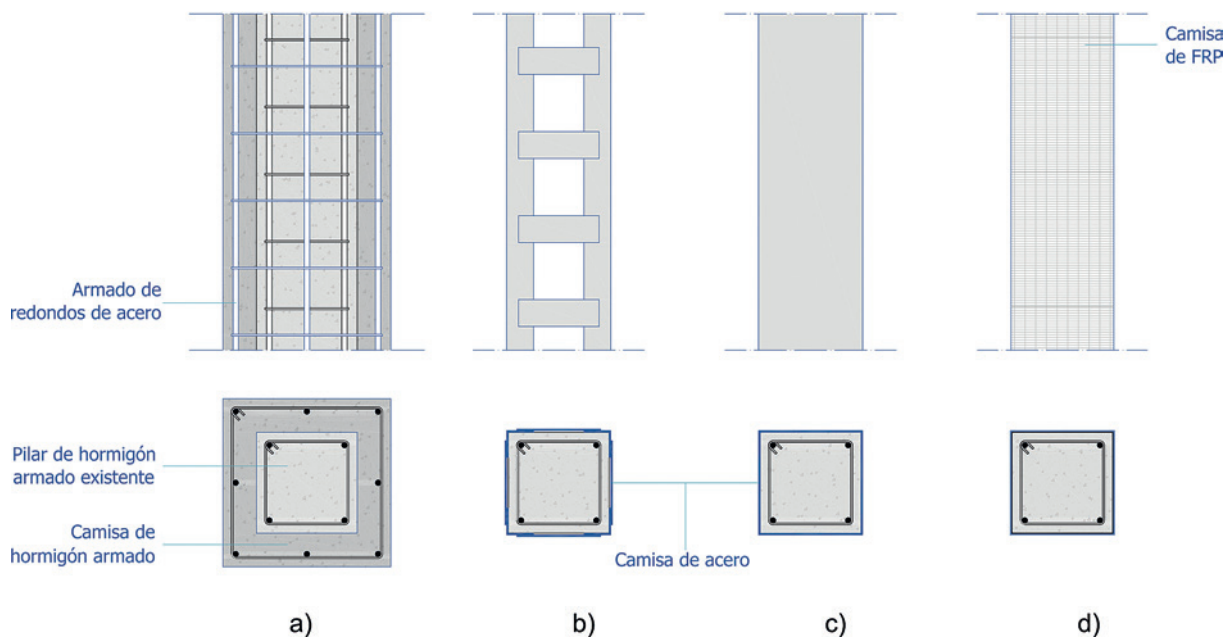 Camisa
de FRP
Armado de
redondos de acero
Pilar de hormigón
armado existente
Camisa de
hormigón armado
Camisa de acero
a)
b)
c)
d)